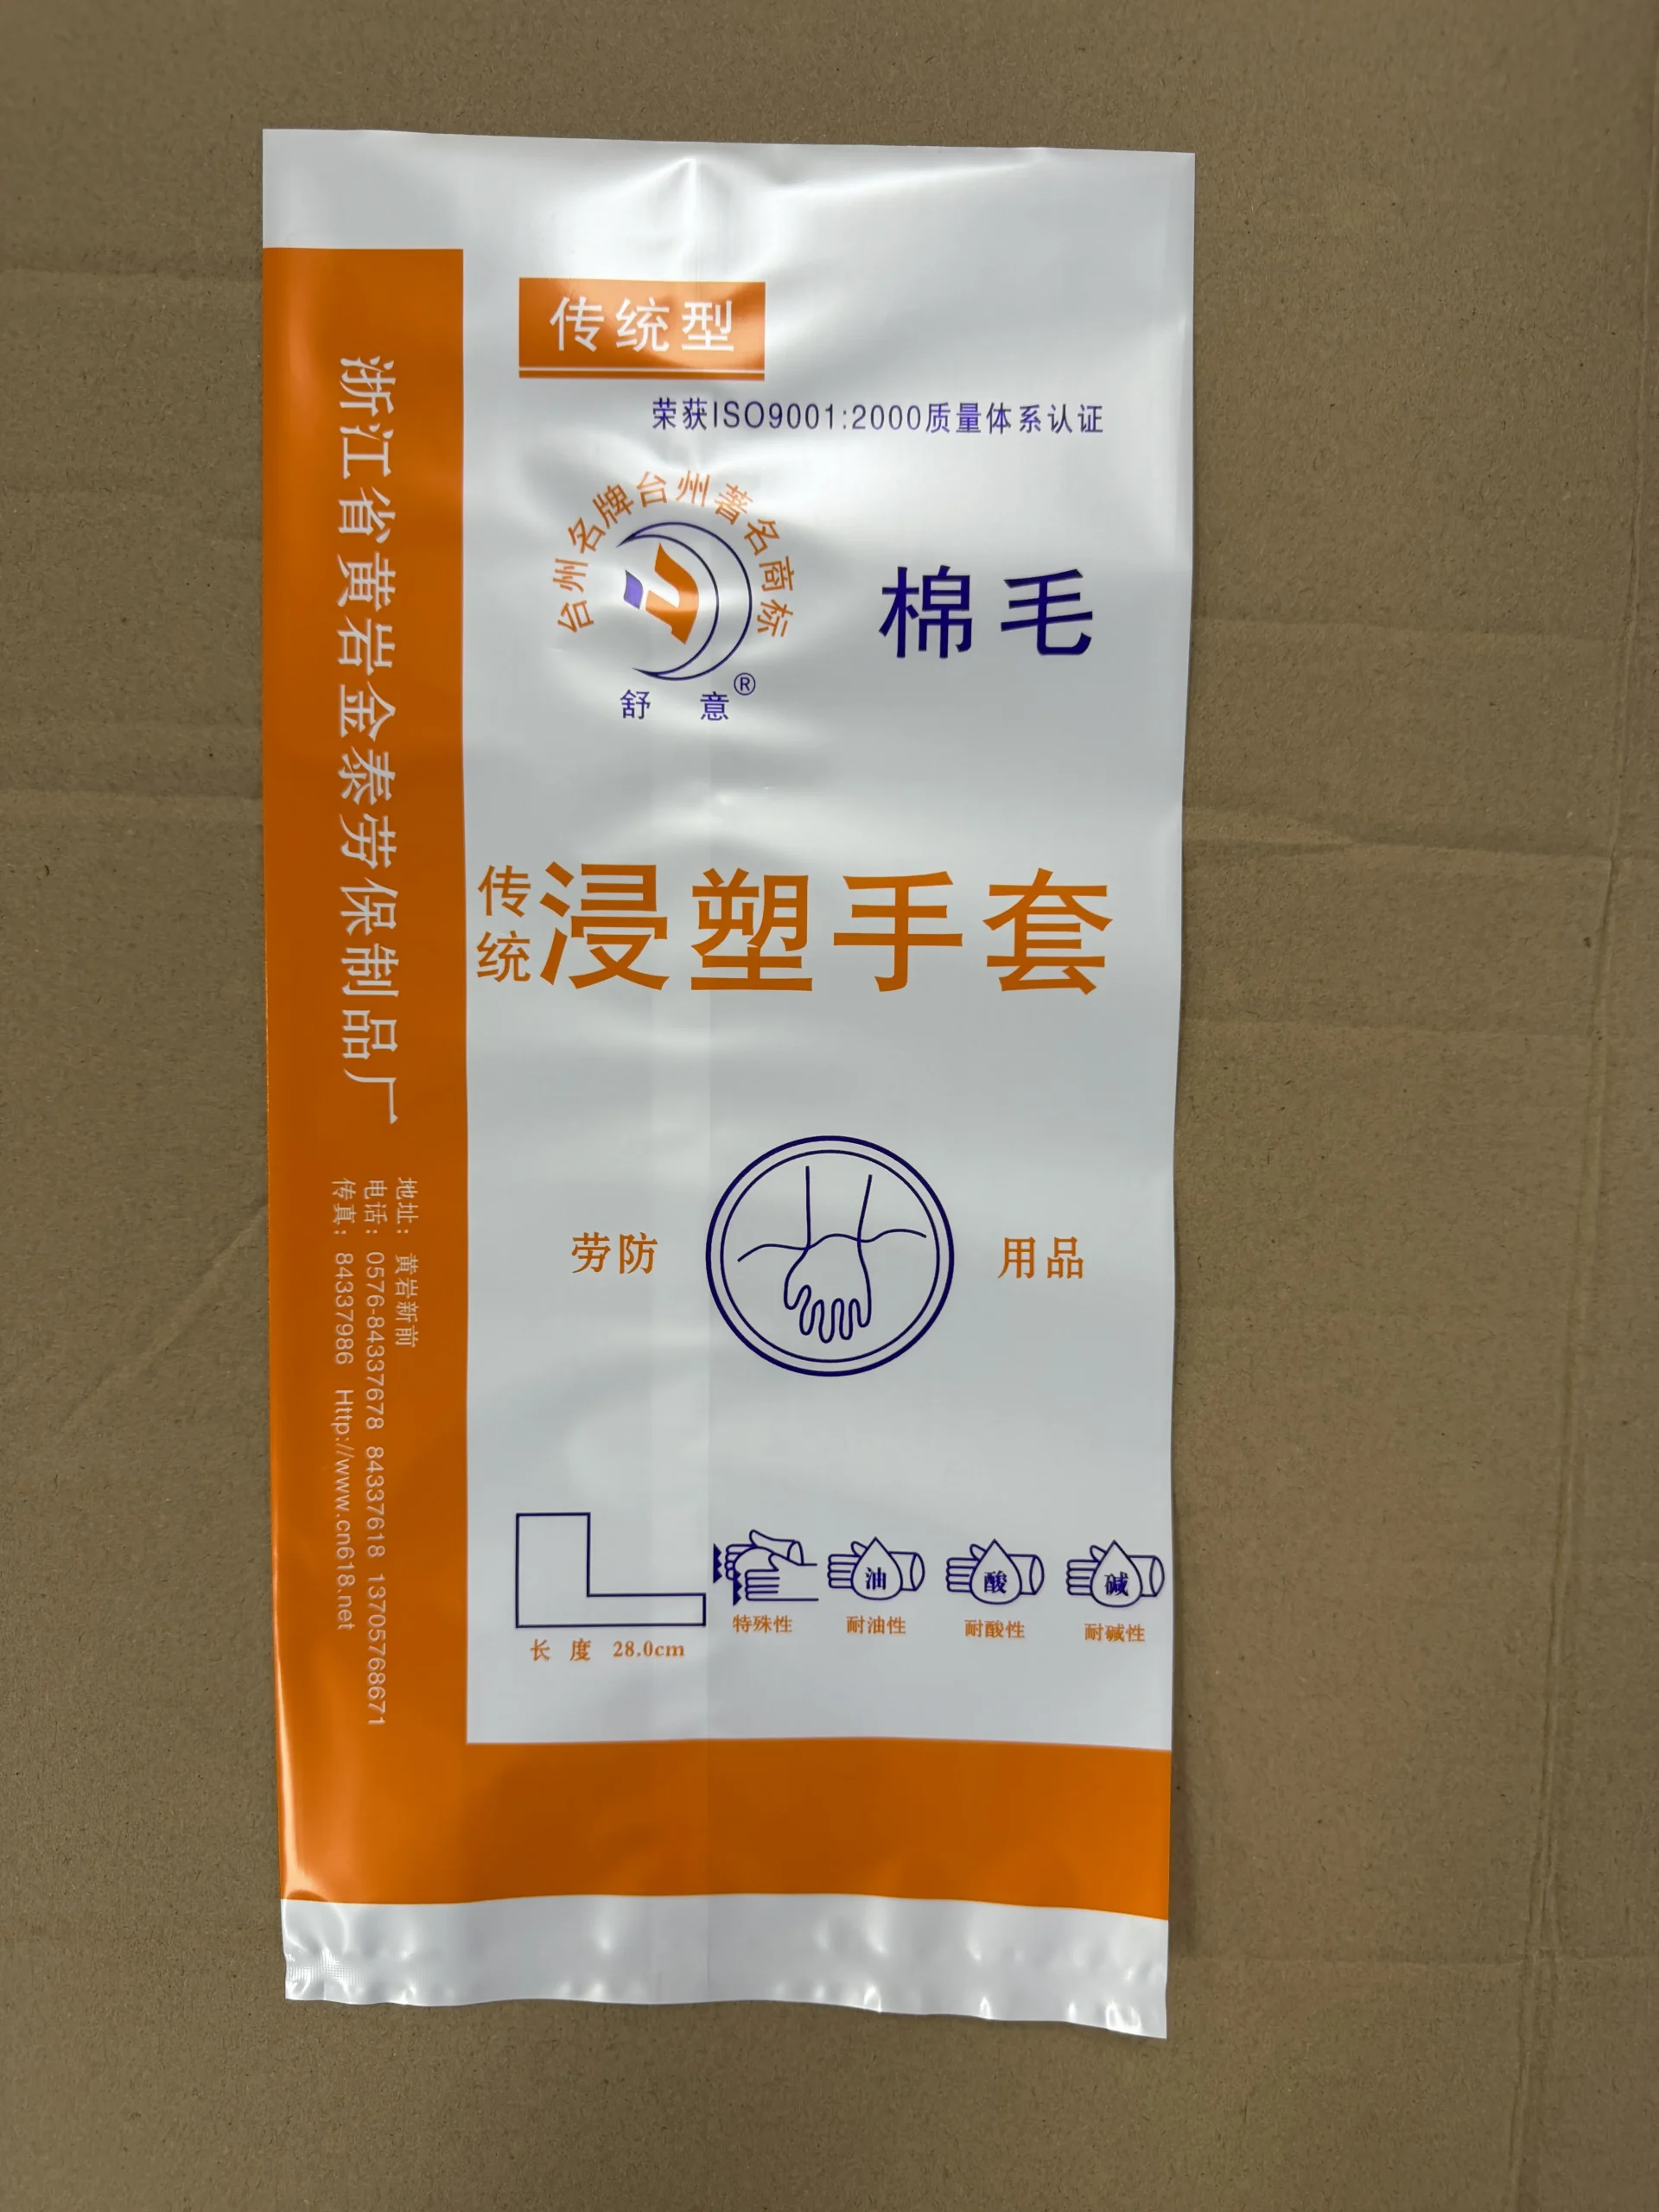 传统型
荣获ISO9001:2000质量体系认证
台州名牌台州著名商标
舒 意®
棉毛
传统
浸塑手套
劳防
用品
油
酸
碱
特殊性
耐油性
耐酸性
耐碱性
长 度 28.0cm
浙江省黄岩金泰劳保制品厂
地址：黄岩新前
电话：0576-84337678 84337618 13705768671
传真：84337986 Http://www.cn618.net